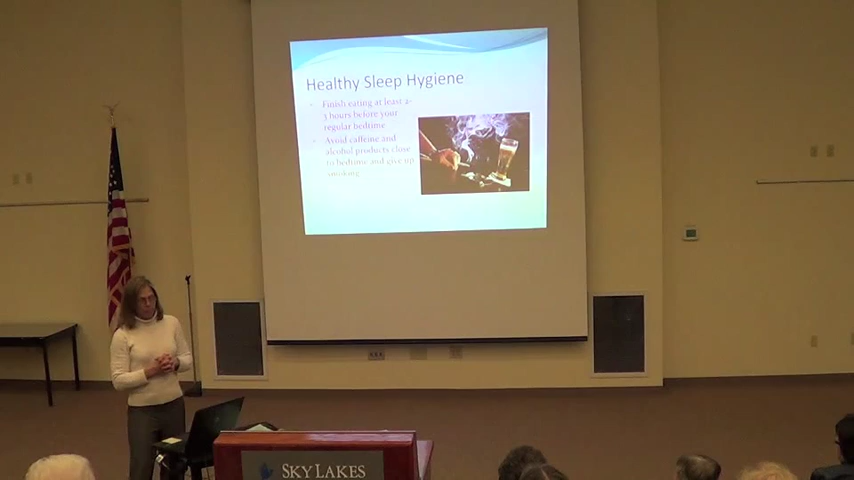 Healthy Sleep Hygiene
Finish eating at least 2-
3 hours before your
regular bedtime
Avoid caffeine and
alcohol products close
to bedtime and give up
smoking
SKY LAKES